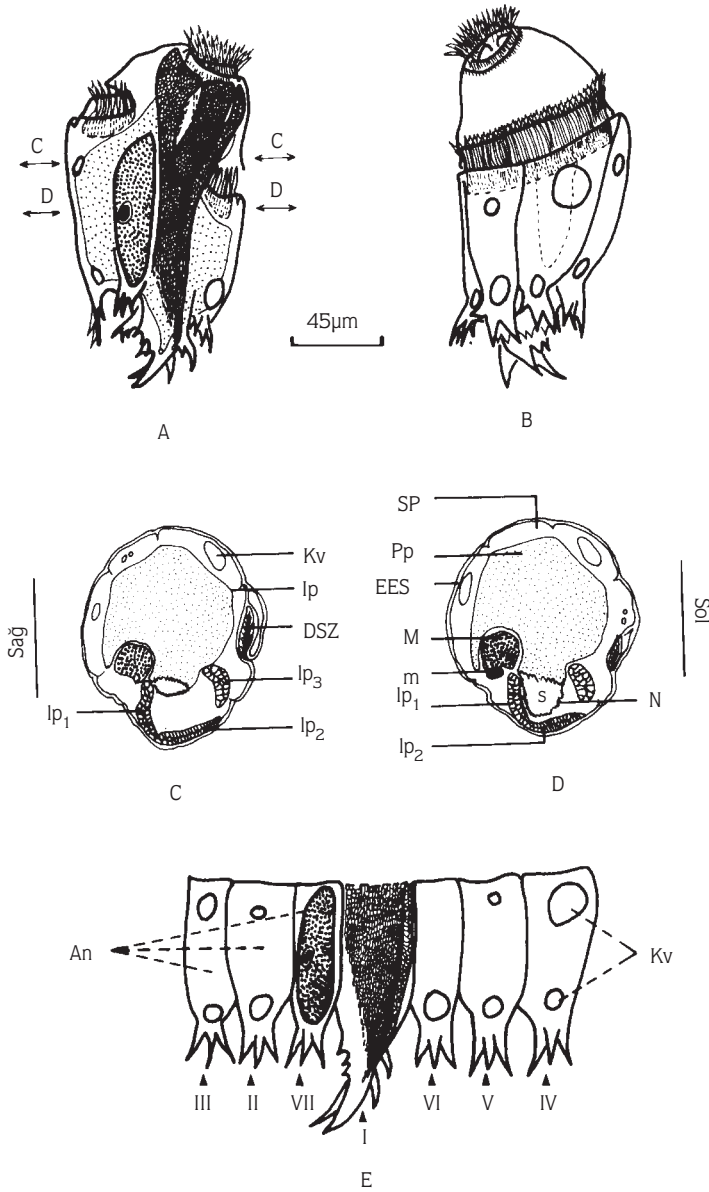 C C
D D
45µm
A
B
Sağ
Kv
Ip
DSZ
Ip3
Ip1
Ip2
C
SP
Pp
EES
M
m
Ip1
Ip2
s
N
Sol
D
An
Kv
III II VII I VI V IV
E